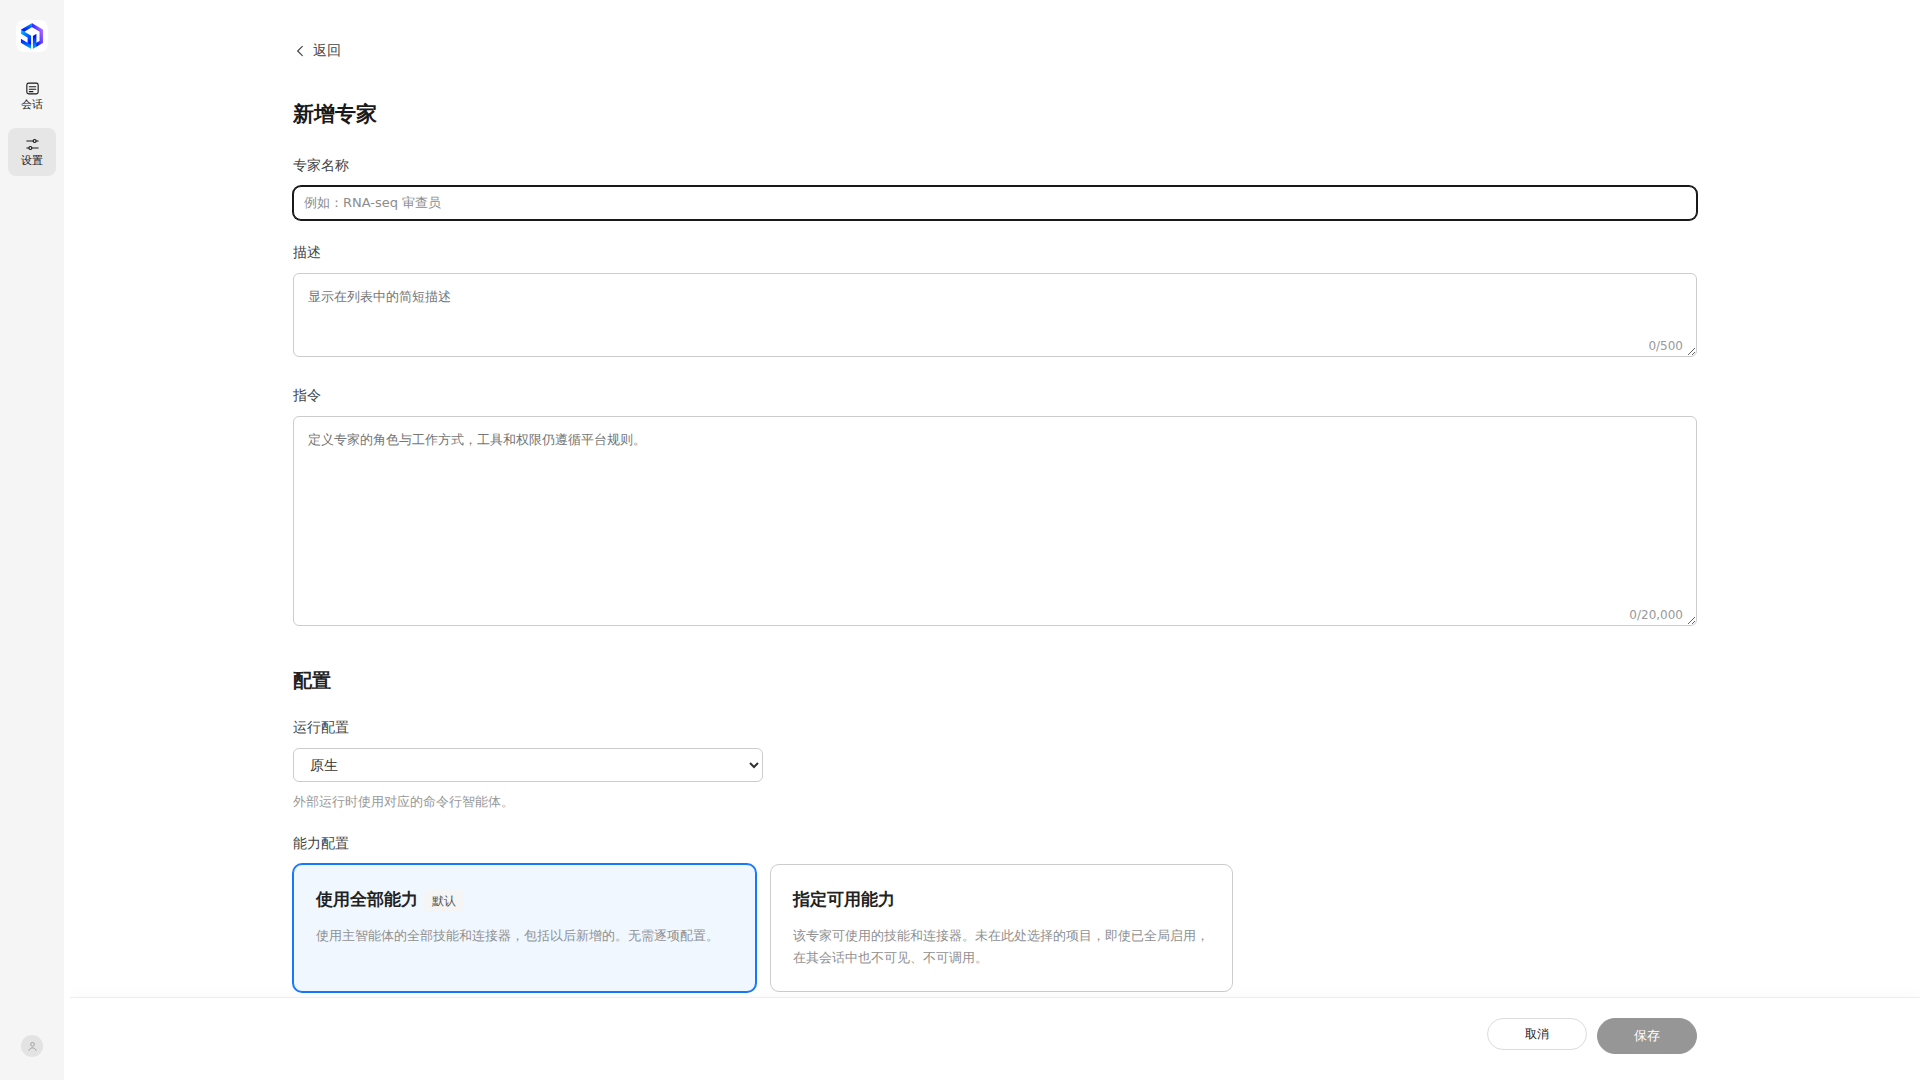 会话
设置
返回
新增专家
专家名称
例如：RNA-seq 审查员
描述
显示在列表中的简短描述
0/500
指令
定义专家的角色与工作方式，工具和权限仍遵循平台规则。
0/20,000
配置
运行配置
原生
外部运行时使用对应的命令行智能体。
能力配置
使用全部能力 默认
使用主智能体的全部技能和连接器，包括以后新增的。无需逐项配置。
指定可用能力
该专家可使用的技能和连接器。未在此处选择的项目，即使已全局启用，
在其会话中也不可见、不可调用。
取消
保存